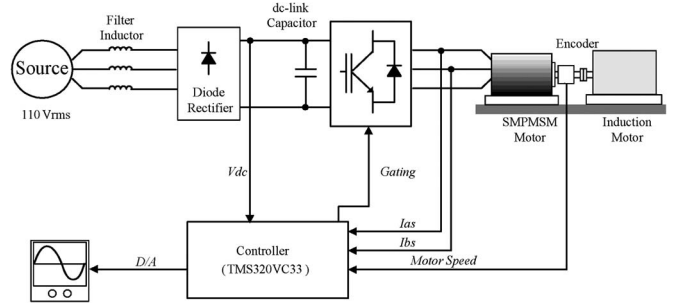 Filter
Inductor
dc-link
Capacitor
Encoder
Source
Diode
Rectifier
110 Vrms
SMPMSM
Motor
Induction
Motor
Vdc
Gating
Ias
Ibs
Motor Speed
Controller
( TMS320VC33 )
D/A